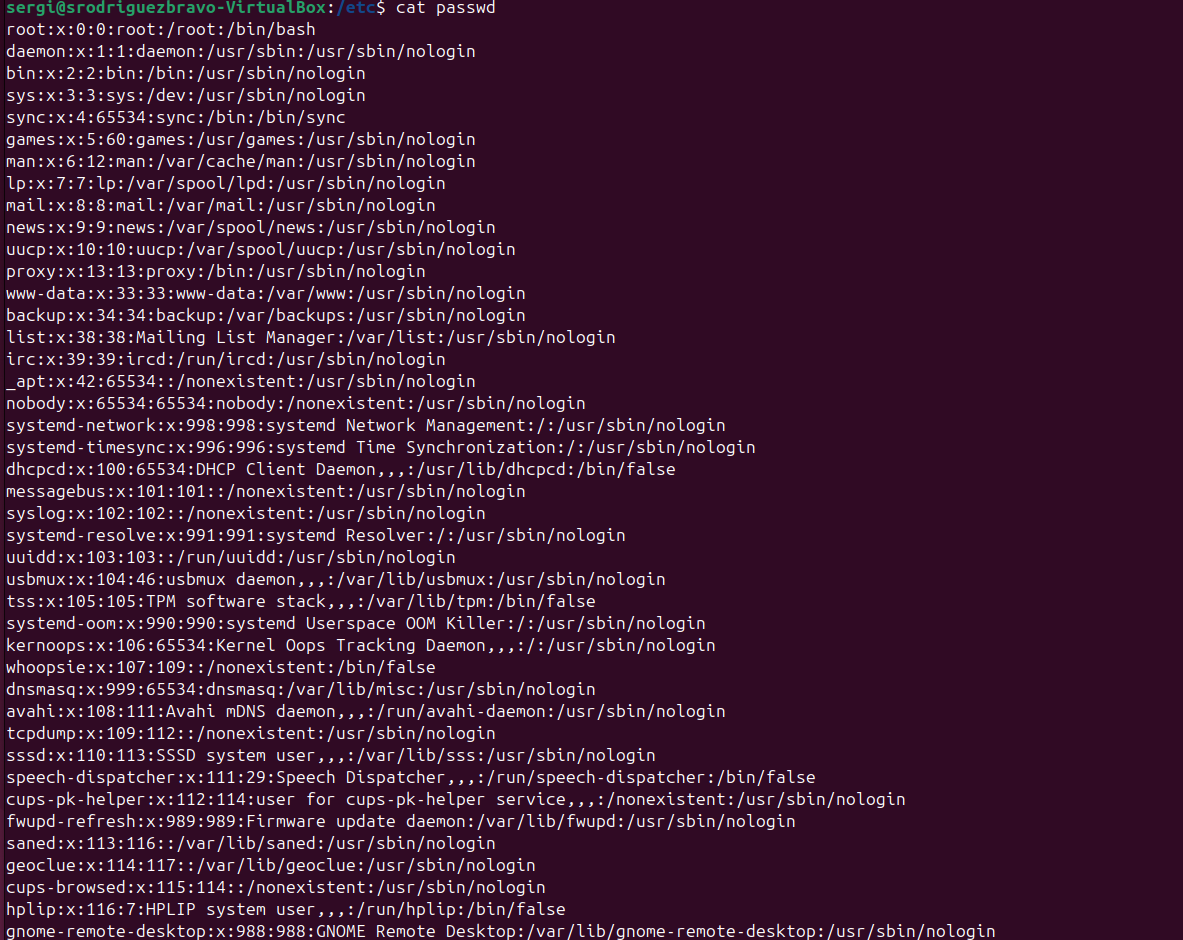 sergi@srodriguezbravo-VirtualBox:/etc$ cat passwd
root:x:0:0:root:/root:/bin/bash
daemon:x:1:1:daemon:/usr/sbin:/usr/sbin/nologin
bin:x:2:2:bin:/bin:/usr/sbin/nologin
sys:x:3:3:sys:/dev:/usr/sbin/nologin
sync:x:4:65534:sync:/bin:/bin/sync
games:x:5:60:games:/usr/games:/usr/sbin/nologin
man:x:6:12:man:/var/cache/man:/usr/sbin/nologin
lp:x:7:7:lp:/var/spool/lpd:/usr/sbin/nologin
mail:x:8:8:mail:/var/mail:/usr/sbin/nologin
news:x:9:9:news:/var/spool/news:/usr/sbin/nologin
uucp:x:10:10:uucp:/var/spool/uucp:/usr/sbin/nologin
proxy:x:13:13:proxy:/bin:/usr/sbin/nologin
www-data:x:33:33:www-data:/var/www:/usr/sbin/nologin
backup:x:34:34:backup:/var/backups:/usr/sbin/nologin
list:x:38:38:Mailing List Manager:/var/list:/usr/sbin/nologin
irc:x:39:39:ircd:/run/ircd:/usr/sbin/nologin
_apt:x:42:65534::/nonexistent:/usr/sbin/nologin
nobody:x:65534:65534:nobody:/nonexistent:/usr/sbin/nologin
systemd-network:x:998:998:systemd Network Management:/:/usr/sbin/nologin
systemd-timesync:x:996:996:systemd Time Synchronization:/:/usr/sbin/nologin
dhcpcd:x:100:65534:DHCP Client Daemon,,,:/usr/lib/dhcpcd:/bin/false
messagebus:x:101:101::/nonexistent:/usr/sbin/nologin
syslog:x:102:102::/nonexistent:/usr/sbin/nologin
systemd-resolve:x:991:991:systemd Resolver:/:/usr/sbin/nologin
uuidd:x:103:103::/run/uuidd:/usr/sbin/nologin
usbmux:x:104:46:usbmux daemon,,,:/var/lib/usbmux:/usr/sbin/nologin
tss:x:105:105:TPM software stack,,,:/var/lib/tpm:/bin/false
systemd-oom:x:990:990:systemd Userspace OOM Killer:/:/usr/sbin/nologin
kernoops:x:106:65534:Kernel Oops Tracking Daemon,,,:/:/usr/sbin/nologin
whoopsie:x:107:109::/nonexistent:/bin/false
dnsmasq:x:999:65534:dnsmasq:/var/lib/misc:/usr/sbin/nologin
avahi:x:108:111:Avahi mDNS daemon,,,:/run/avahi-daemon:/usr/sbin/nologin
tcpdump:x:109:112::/nonexistent:/usr/sbin/nologin
sssd:x:110:113:SSSD system user,,,:/var/lib/sss:/usr/sbin/nologin
speech-dispatcher:x:111:29:Speech Dispatcher,,,:/run/speech-dispatcher:/bin/false
cups-pk-helper:x:112:114:user for cups-pk-helper service,,,:/nonexistent:/usr/sbin/nologin
fwupd-refresh:x:989:989:Firmware update daemon:/var/lib/fwupd:/usr/sbin/nologin
saned:x:113:116::/var/lib/saned:/usr/sbin/nologin
geoclue:x:114:117::/var/lib/geoclue:/usr/sbin/nologin
cups-browsed:x:115:114::/nonexistent:/usr/sbin/nologin
hplip:x:116:7:HPLIP system user,,,:/run/hplip:/bin/false
gnome-remote-desktop:x:988:988:GNOME Remote Desktop:/var/lib/gnome-remote-desktop:/usr/sbin/nologin